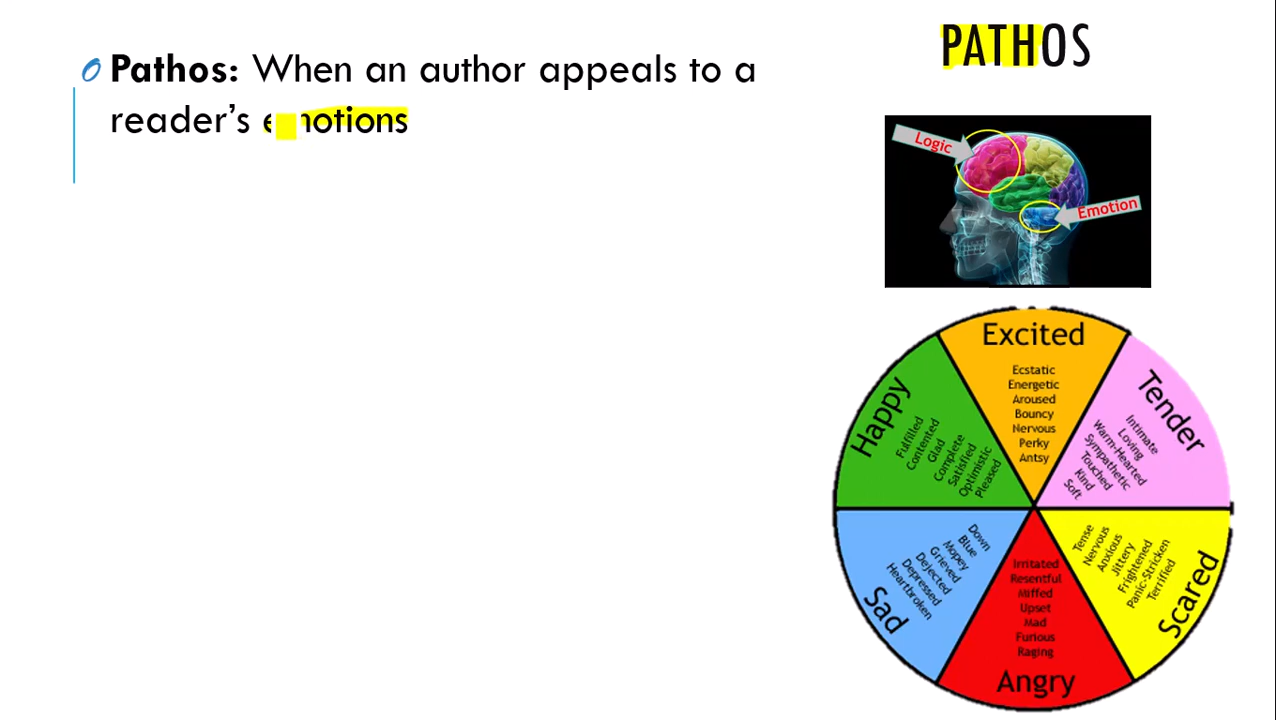 PATHOS
Pathos: When an author appeals to a
reader's emotions
Logic
Emotion
Excited
Ecstatic
Energetic
Aroused
Bouncy
Nervous
Perky
Antsy
Tender
Intimate
Loving
Warm-Hearted
Sympathetic
Touched
Kind
Soft
Scared
Tense
Nervous
Anxious
Jittery
Frightened
Panic-Stricken
Terrified
Angry
Irritated
Resentful
Miffed
Upset
Mad
Furious
Raging
Sad
Down
Blue
Mopey
Grieved
Dejected
Depressed
Heartbroken
Happy
Fulfilled
Contented
Glad
Complete
Satisfied
Optimistic
Pleased